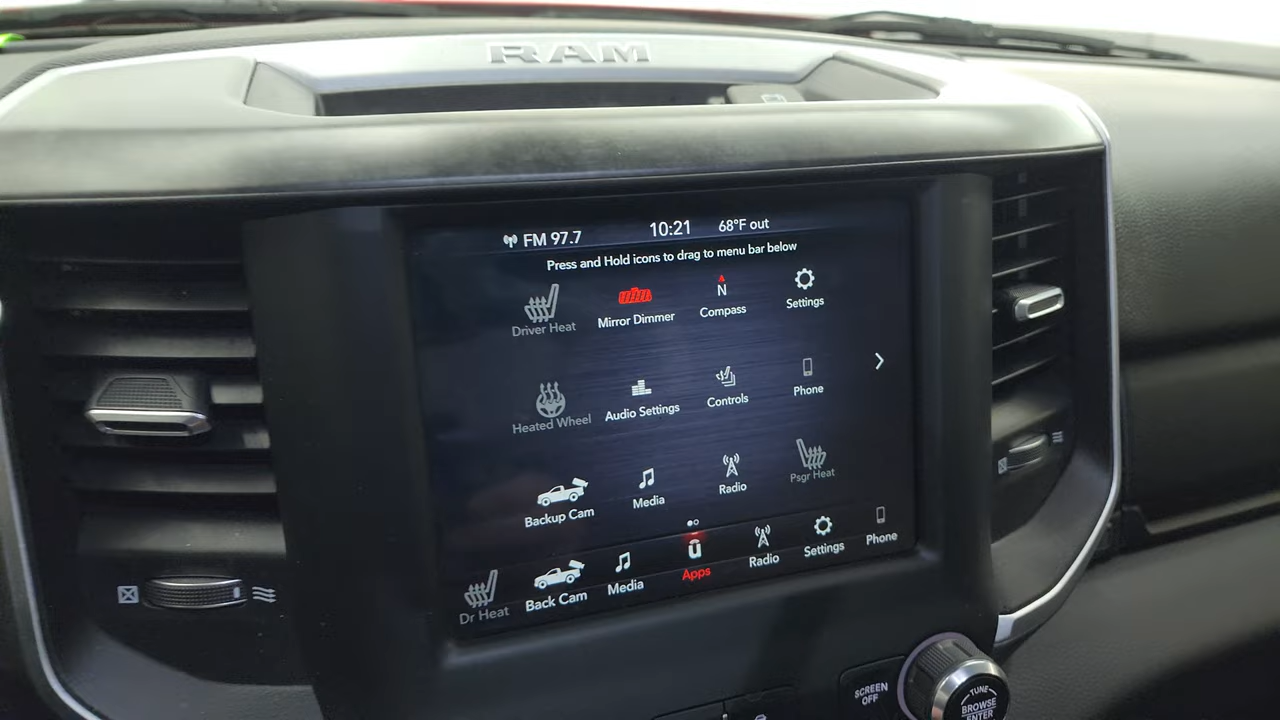 RAM
FM 97.7 10:21 68°F out
Press and Hold icons to drag to menu bar below
Driver Heat Mirror Dimmer N Compass Settings
Heated Wheel Audio Settings Controls Phone
Backup Cam Media Radio Psgr Heat
Dr Heat Back Cam Media Apps Radio Settings Phone
SCREEN
OFF
TUNE
BROWSE
ENTER